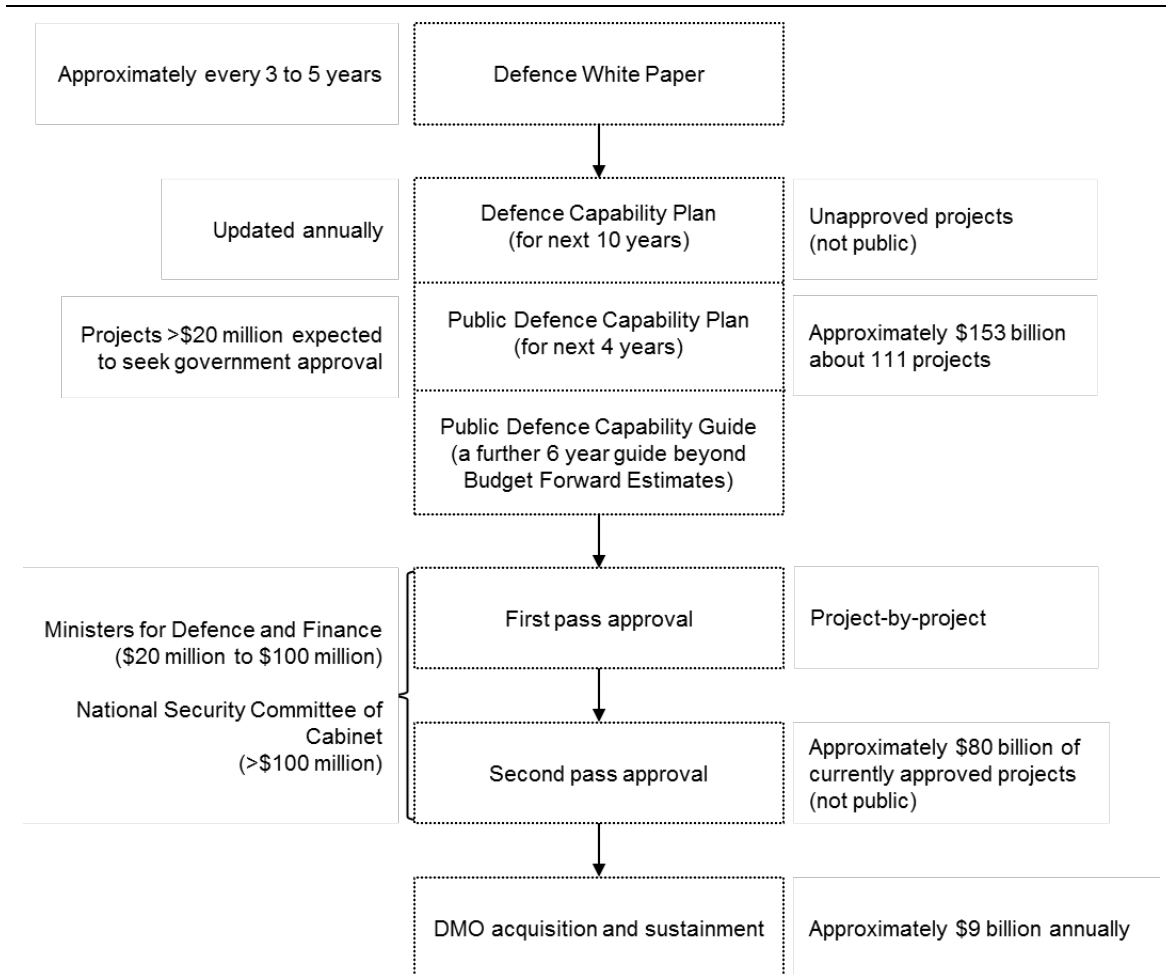 Approximately every 3 to 5 years
Defence White Paper
Updated annually
Defence Capability Plan
(for next 10 years)
Unapproved projects
(not public)
Projects >$20 million expected
to seek government approval
Public Defence Capability Plan
(for next 4 years)
Approximately $153 billion
about 111 projects
Public Defence Capability Guide
(a further 6 year guide beyond
Budget Forward Estimates)
Ministers for Defence and Finance
($20 million to $100 million)
National Security Committee of
Cabinet
(>$100 million)
First pass approval
Project-by-project
Second pass approval
Approximately $80 billion of
currently approved projects
(not public)
DMO acquisition and sustainment
Approximately $9 billion annually